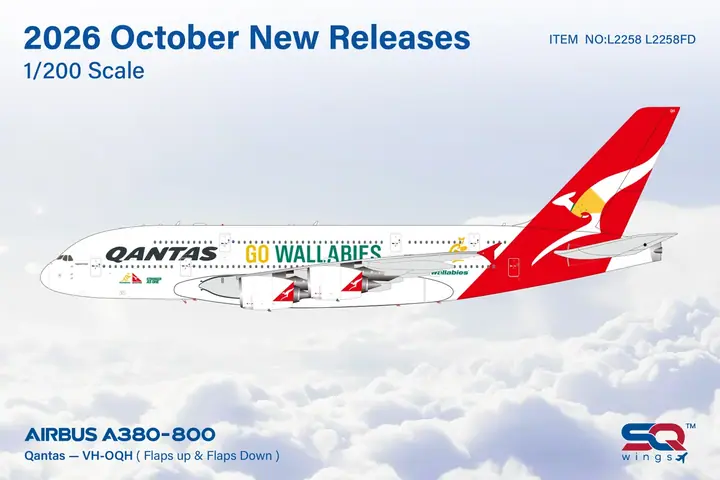 2026 October New Releases
ITEM NO:L2258 L2258FD
1/200 Scale
QANTAS
GO WALLABIES
wallabies
AIRBUS A380-800
Qantas — VH-OQH ( Flaps up & Flaps Down )
SQ™
wings